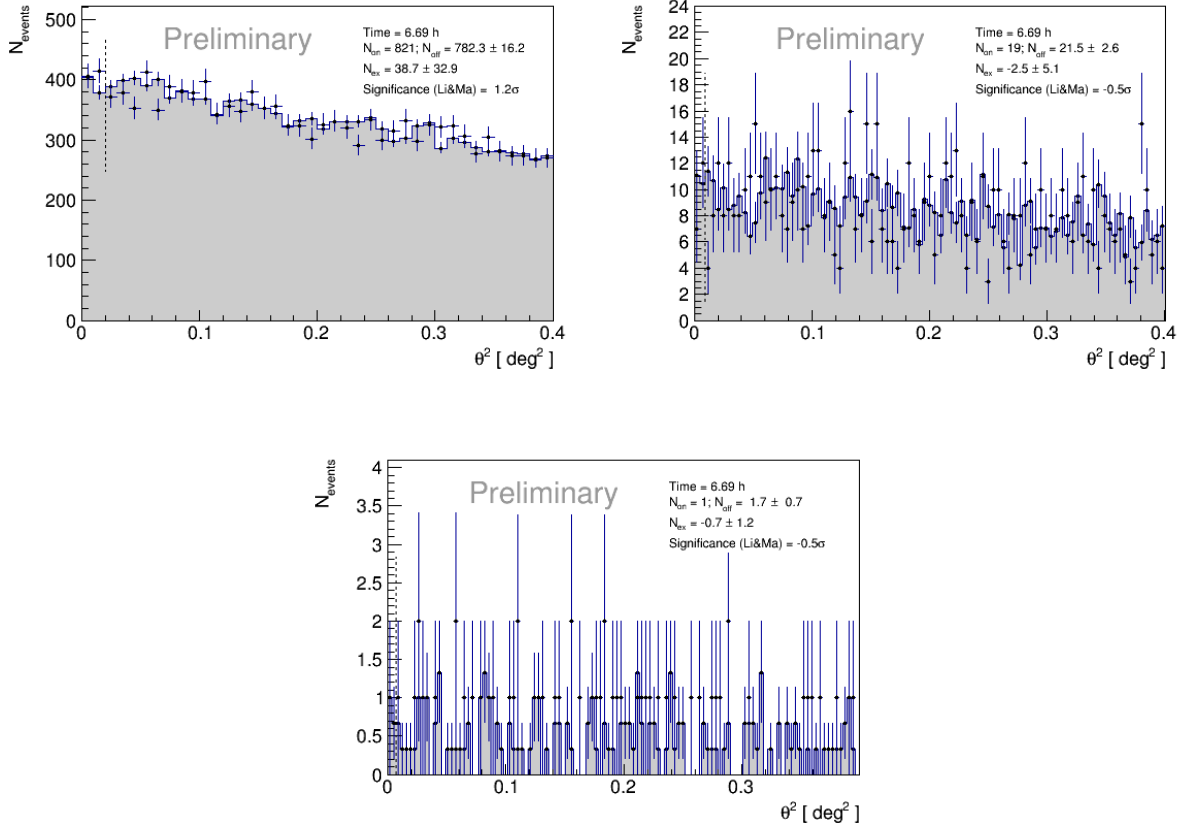 Preliminary
Time = 6.69 h
N_on = 821; N_off = 782.3 ± 16.2
N_ex = 38.7 ± 32.9
Significance (Li&Ma) = 1.2σ
N_events
500
400
300
200
100
0
0 0.1 0.2 0.3 0.4
θ² [ deg² ]
Preliminary
Time = 6.69 h
N_on = 19; N_off = 21.5 ± 2.6
N_ex = -2.5 ± 5.1
Significance (Li&Ma) = -0.5σ
N_events
24
22
20
18
16
14
12
10
8
6
4
2
0
0 0.1 0.2 0.3 0.4
θ² [ deg² ]
Preliminary
Time = 6.69 h
N_on = 1; N_off = 1.7 ± 0.7
N_ex = -0.7 ± 1.2
Significance (Li&Ma) = -0.5σ
N_events
4
3.5
3
2.5
2
1.5
1
0.5
0
0 0.1 0.2 0.3
θ² [ deg² ]